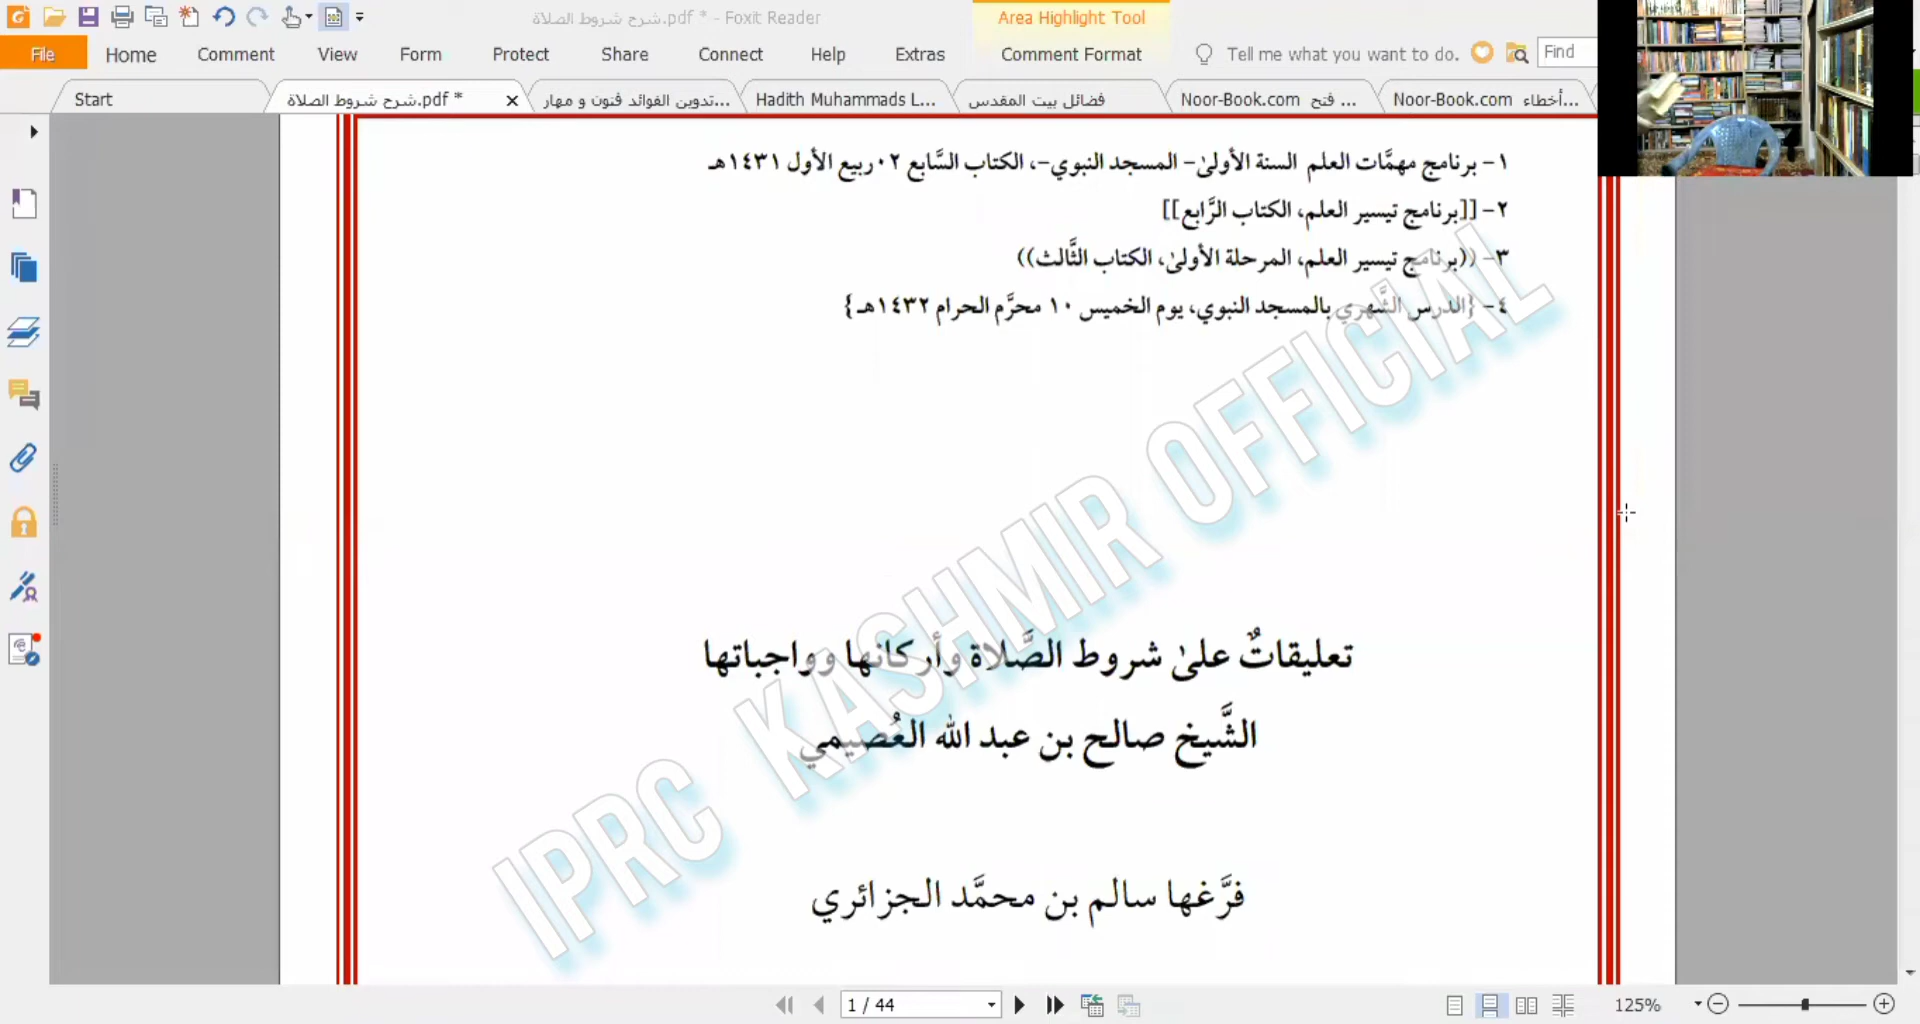 شرح شروط الصلاة.pdf * - Foxit Reader
Area Highlight Tool
File Home Comment View Form Protect Share Connect Help Extras Comment Format Tell me what you want to do. Find
Start
شرح شروط الصلاة.pdf *
تدوين الفوائد فنون و مهار...
Hadith Muhammads L...
فضائل بيت المقدس
Noor-Book.com فتح ...
Noor-Book.com أخطاء...
١- برنامج مهمَّات العلم السنة الأولىٰ- المسجد النبوي-، الكتاب السَّابع ٠٢ربيع الأول ١٤٣١هـ
٢- [[برنامج تيسير العلم، الكتاب الرَّابع]]
٣- ((برنامج تيسير العلم، المرحلة الأولىٰ، الكتاب الثَّالث))
٤- {الدرس الشَّهري بالمسجد النبوي، يوم الخميس ١٠ محرَّم الحرام ١٤٣٢هـ}
تعليقاتٌ علىٰ شروط الصَّلاة وأركانها وواجباتها
الشَّيخ صالح بن عبد الله العُصيمي
فرَّغها سالم بن محمَّد الجزائري
IPRC KASHMIR OFFICIAL
1 / 44
125%